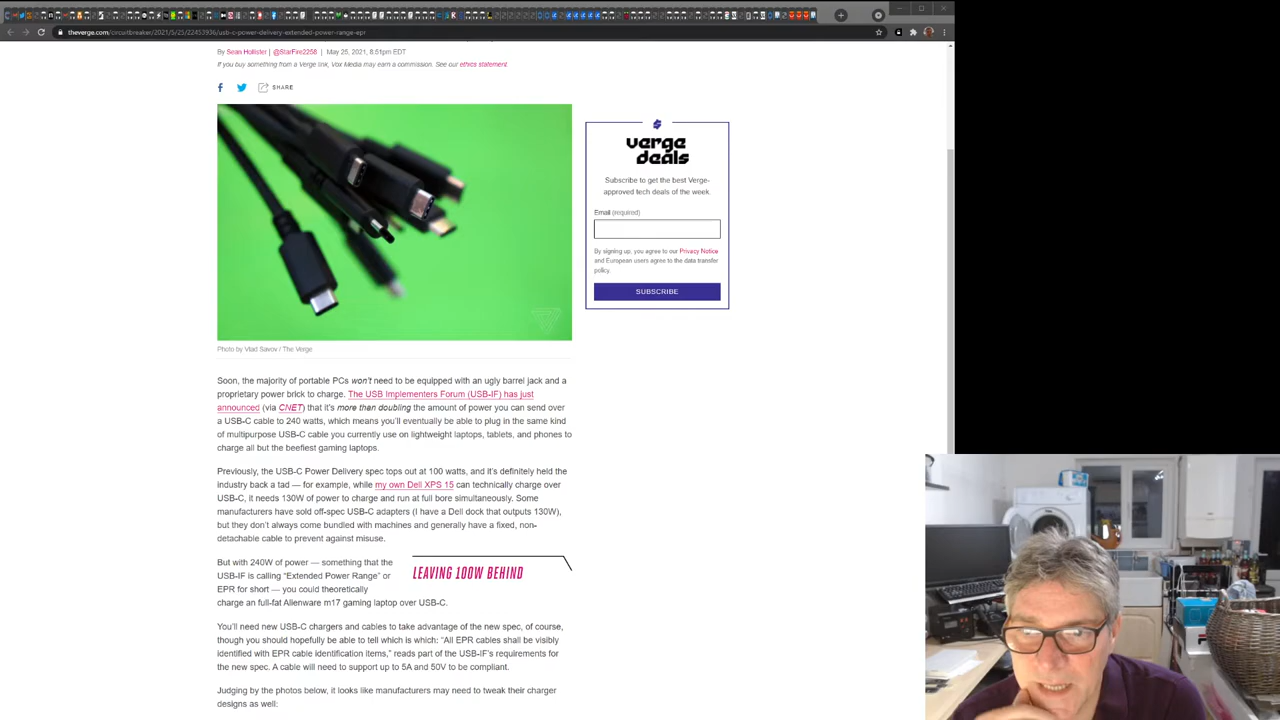 theverge.com/circuitbreaker/2021/5/25/22453936/usb-c-power-delivery-extended-power-range-epr
By Sean Hollister | @StarFire2258 | May 25, 2021, 8:51pm EDT
If you buy something from a Verge link, Vox Media may earn a commission. See our ethics statement
SHARE
Photo by Vlad Savov / The Verge
verge
deals
Subscribe to get the best Verge-
approved tech deals of the week.
Email (required)
By signing up, you agree to our Privacy Notice
and European users agree to the data transfer
policy.
SUBSCRIBE
Soon, the majority of portable PCs won't need to be equipped with an ugly barrel jack and a
proprietary power brick to charge. The USB Implementers Forum (USB-IF) has just
announced (via CNET) that it's more than doubling the amount of power you can send over
a USB-C cable to 240 watts, which means you'll eventually be able to plug in the same kind
of multipurpose USB-C cable you currently use on lightweight laptops, tablets, and phones to
charge all but the beefiest gaming laptops.
Previously, the USB-C Power Delivery spec tops out at 100 watts, and it's definitely held the
industry back a tad — for example, while my own Dell XPS 15 can technically charge over
USB-C, it needs 130W of power to charge and run at full bore simultaneously. Some
manufacturers have sold off-spec USB-C adapters (I have a Dell dock that outputs 130W),
but they don't always come bundled with machines and generally have a fixed, non-
detachable cable to prevent against misuse.
But with 240W of power — something that the
USB-IF is calling "Extended Power Range" or
EPR for short — you could theoretically
charge an full-fat Alienware m17 gaming laptop over USB-C.
LEAVING 100W BEHIND
You'll need new USB-C chargers and cables to take advantage of the new spec, of course,
though you should hopefully be able to tell which is which: "All EPR cables shall be visibly
identified with EPR cable identification items," reads part of the USB-IF's requirements for
the new spec. A cable will need to support up to 5A and 50V to be compliant.
Judging by the photos below, it looks like manufacturers may need to tweak their charger
designs as well: